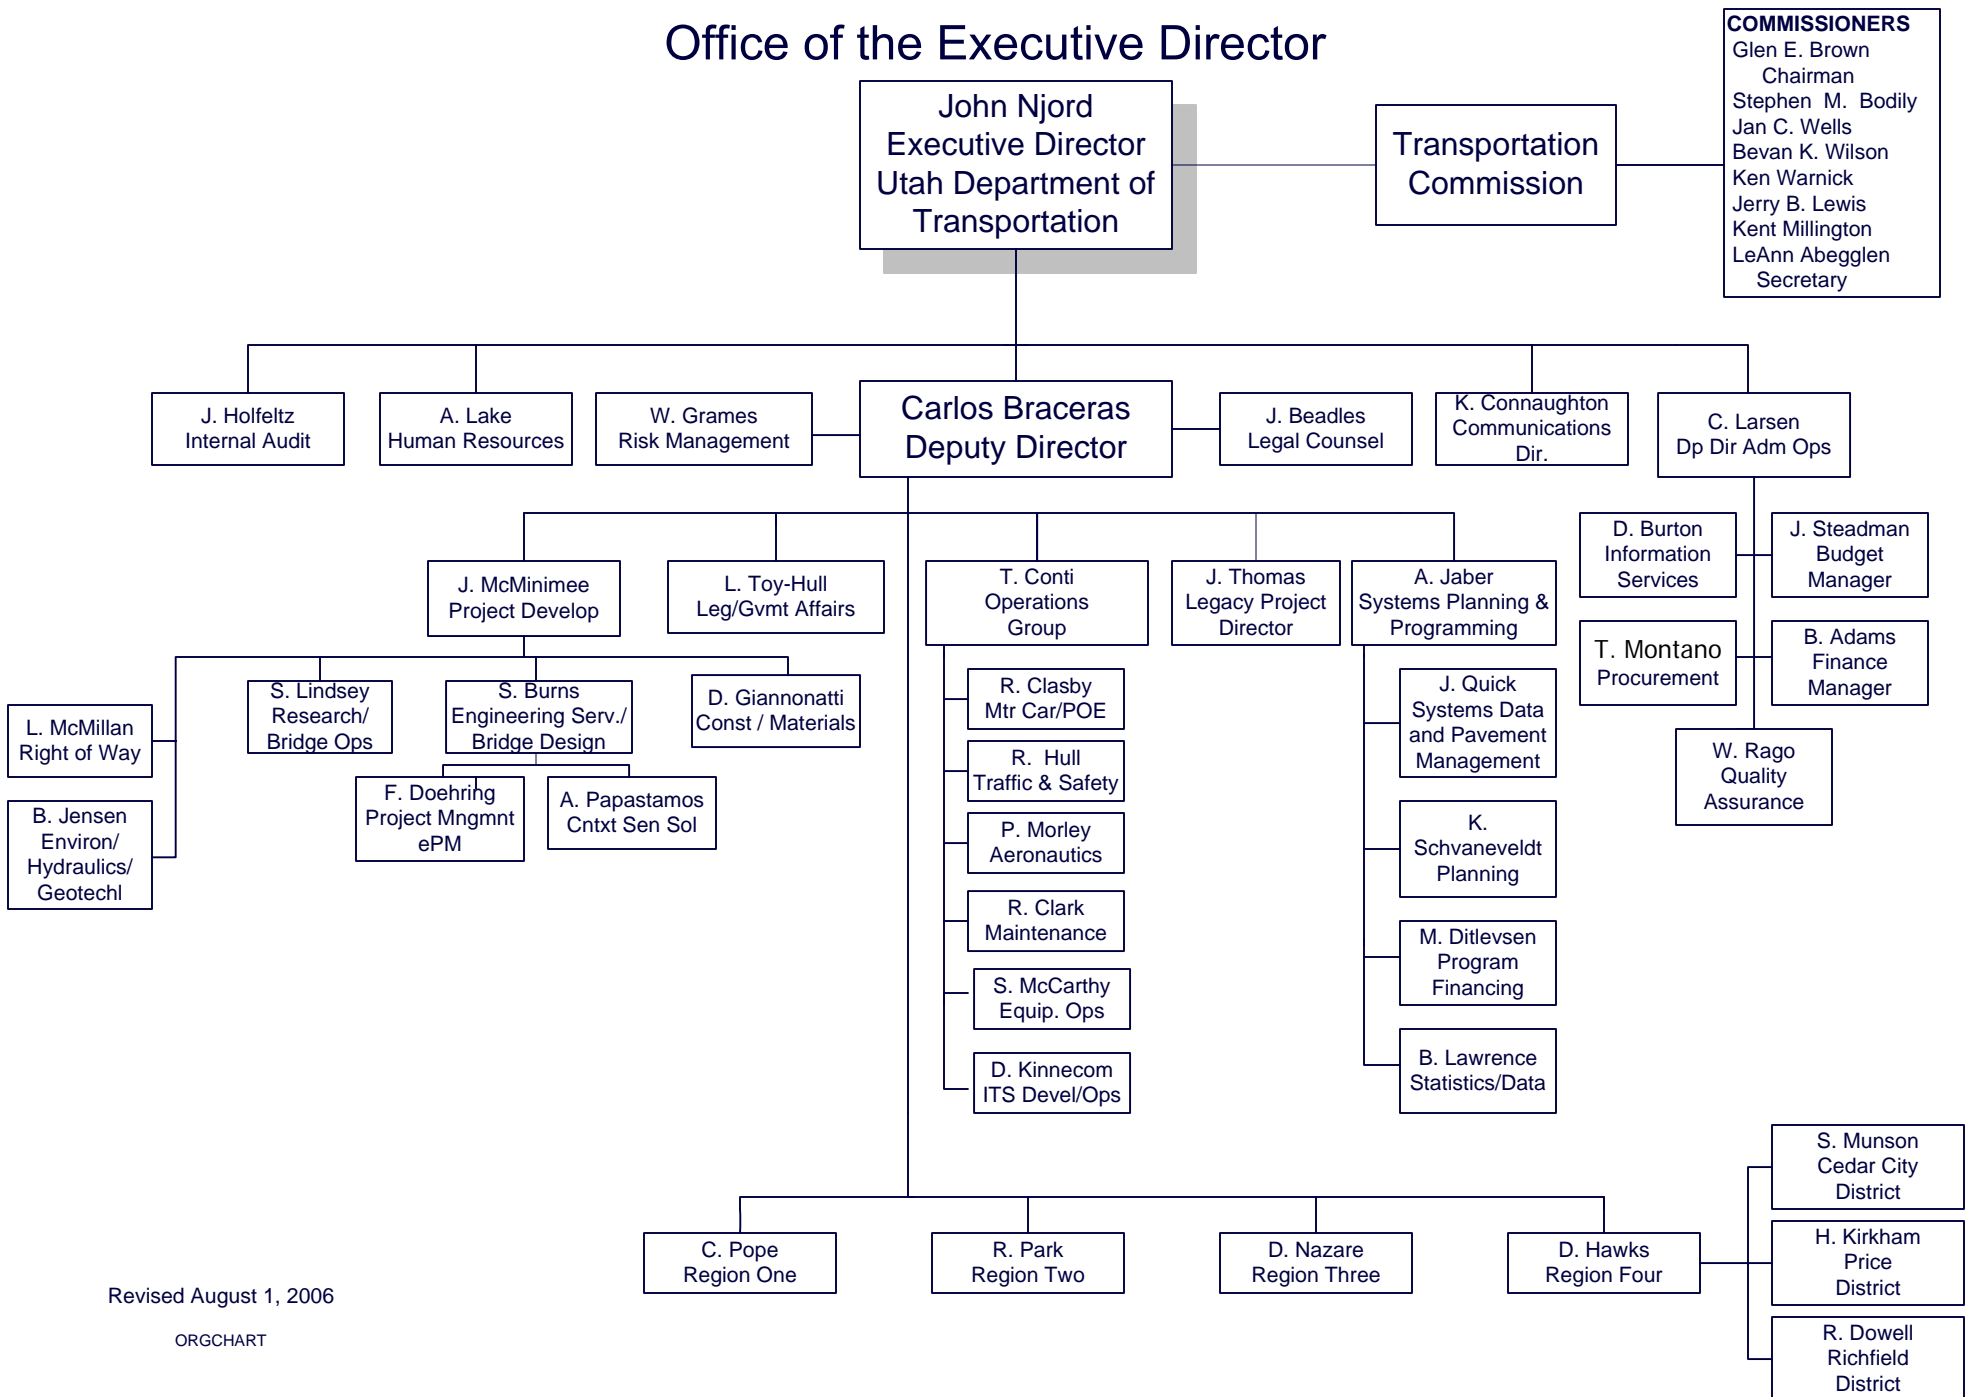 Office of the Executive Director
COMMISSIONERS
Glen E. Brown
Chairman
Stephen M. Bodily
Jan C. Wells
Bevan K. Wilson
Ken Warnick
Jerry B. Lewis
Kent Millington
LeAnn Abegglen
Secretary
John Njord
Executive Director
Utah Department of
Transportation
Transportation
Commission
J. Holfeltz
Internal Audit
A. Lake
Human Resources
W. Grames
Risk Management
Carlos Braceras
Deputy Director
J. Beadles
Legal Counsel
K. Connaughton
Communications
Dir.
C. Larsen
Dp Dir Adm Ops
D. Burton
Information
Services
J. Steadman
Budget
Manager
T. Montano
Procurement
B. Adams
Finance
Manager
W. Rago
Quality
Assurance
J. McMinimee
Project Develop
L. Toy-Hull
Leg/Gvmt Affairs
T. Conti
Operations
Group
J. Thomas
Legacy Project
Director
A. Jaber
Systems Planning &
Programming
L. McMillan
Right of Way
B. Jensen
Environ/
Hydraulics/
Geotechl
S. Lindsey
Research/
Bridge Ops
S. Burns
Engineering Serv./
Bridge Design
D. Giannonatti
Const / Materials
F. Doehring
Project Mngmnt
ePM
A. Papastamos
Cntxt Sen Sol
R. Clasby
Mtr Car/POE
R. Hull
Traffic & Safety
P. Morley
Aeronautics
R. Clark
Maintenance
S. McCarthy
Equip. Ops
D. Kinnecom
ITS Devel/Ops
J. Quick
Systems Data
and Pavement
Management
K.
Schvaneveldt
Planning
M. Ditlevsen
Program
Financing
B. Lawrence
Statistics/Data
C. Pope
Region One
R. Park
Region Two
D. Nazare
Region Three
D. Hawks
Region Four
S. Munson
Cedar City
District
H. Kirkham
Price
District
R. Dowell
Richfield
District
Revised August 1, 2006
ORGCHART